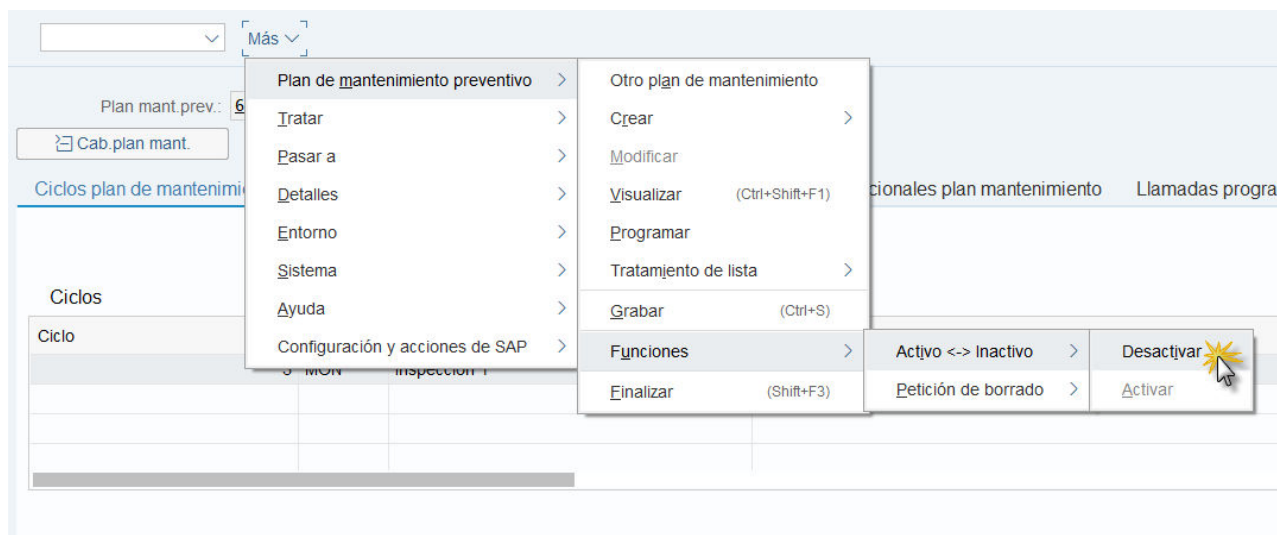 Más
Plan mant.prev.: 6
Cab.plan mant.
Ciclos plan de mantenimi
cionales plan mantenimiento
Llamadas progra
Ciclos
Ciclo
3 MON Inspección 1
Plan de mantenimiento preventivo
Tratar
Pasar a
Detalles
Entorno
Sistema
Ayuda
Configuración y acciones de SAP
Otro plan de mantenimiento
Crear
Modificar
Visualizar (Ctrl+Shift+F1)
Programar
Tratamiento de lista
Grabar (Ctrl+S)
Funciones
Finalizar (Shift+F3)
Activo <-> Inactivo
Petición de borrado
Desactivar
Activar